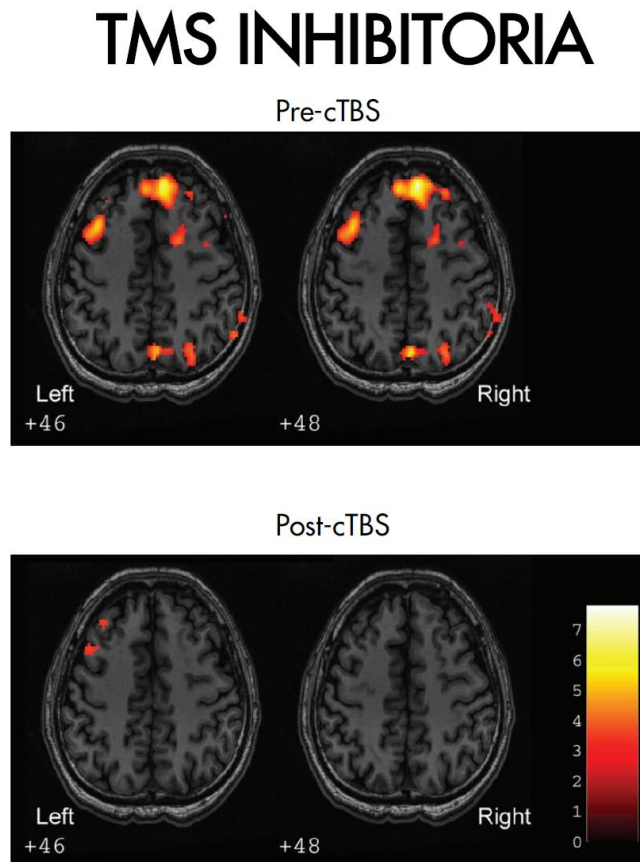 TMS INHIBITORIA
Pre-cTBS
Left
Right
+46
+48
Post-cTBS
7
6
5
4
3
2
1
0
Left
Right
+46
+48